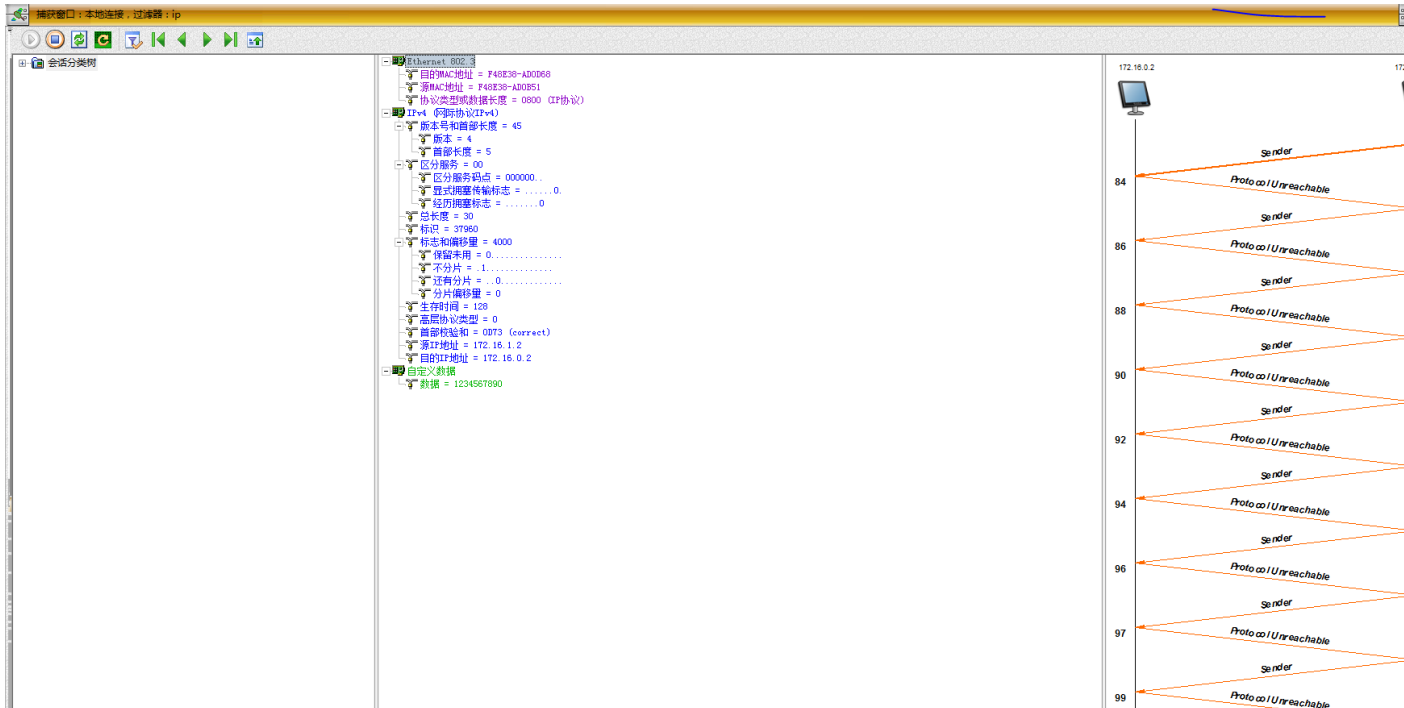 捕获窗口：本地连接，过滤器：ip
会话分类树
Ethernet 802.3
目的MAC地址 = F48E38-AD0D68
源MAC地址 = F48E38-AD0B51
协议类型或数据长度 = 0800 (IP协议)
IPv4 (网际协议IPv4)
版本号和首部长度 = 45
版本 = 4
首部长度 = 5
区分服务 = 00
区分服务码点 = 000000..
显式拥塞传输标志 = ......0.
经历拥塞标志 = .......0
总长度 = 30
标识 = 37960
标志和偏移量 = 4000
保留未用 = 0...............
不分片 = .1..............
还有分片 = ..0.............
分片偏移量 = 0
生存时间 = 128
高层协议类型 = 0
首部校验和 = 0D73 (correct)
源IP地址 = 172.16.1.2
目的IP地址 = 172.16.0.2
自定义数据
数据 = 1234567890
172.16.0.2
17
Sender
84
Protocol Unreachable
Sender
86
Protocol Unreachable
Sender
88
Protocol Unreachable
Sender
90
Protocol Unreachable
Sender
92
Protocol Unreachable
Sender
94
Protocol Unreachable
Sender
96
Protocol Unreachable
Sender
97
Protocol Unreachable
Sender
99
Protocol Unreachable